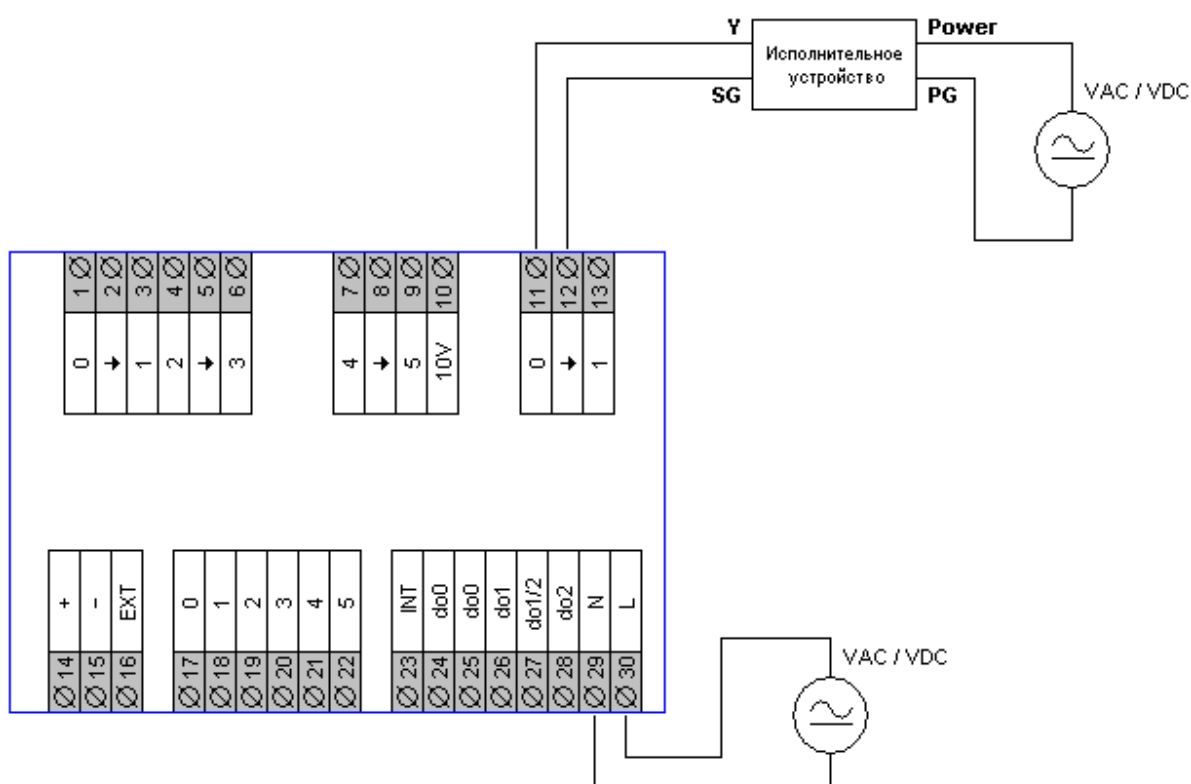 Y
Power
Исполнительное
устройство
SG
PG
VAC / VDC
1 2 3 4 5 6
7 8 9 10
11 12 13
0 1 2 3
4 5 10V
0 1
+ - EXT
0 1 2 3 4 5
INT do0 do0 do1 do1/2 do2 N L
14 15 16
17 18 19 20 21 22
23 24 25 26 27 28 29 30
VAC / VDC